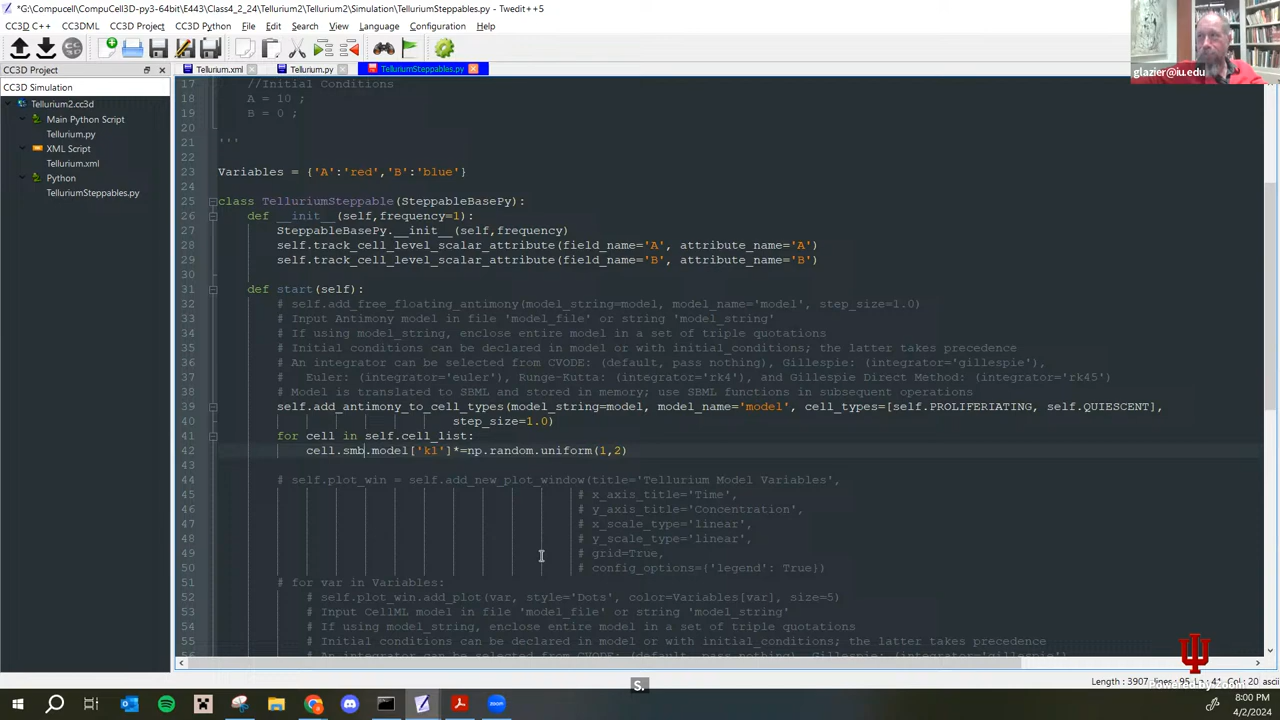 *G:\Compucell\CompuCell3D-py3-64bit\E443\Class4_2_24\Tellurium2\Tellurium2\Simulation\TelluriumSteppables.py - Twedit++5
CC3D C++ CC3DML CC3D Project CC3D Python File Edit Search View Language Configuration Help
glazier@iu.edu
CC3D Project
Tellurium.xml Tellurium.py TelluriumSteppables.py
CC3D Simulation
Tellurium2.cc3d
Main Python Script
Tellurium.py
XML Script
Tellurium.xml
Python
TelluriumSteppables.py
17 //Initial Conditions
18 A = 10 ;
19 B = 0 ;
20
21 '''
22
23 Variables = {'A':'red','B':'blue'}
24
25 class TelluriumSteppable(SteppableBasePy):
26 def __init__(self,frequency=1):
27 SteppableBasePy.__init__(self,frequency)
28 self.track_cell_level_scalar_attribute(field_name='A', attribute_name='A')
29 self.track_cell_level_scalar_attribute(field_name='B', attribute_name='B')
30
31 def start(self):
32 # self.add_free_floating_antimony(model_string=model, model_name='model', step_size=1.0)
33 # Input Antimony model in file 'model_file' or string 'model_string'
34 # If using model_string, enclose entire model in a set of triple quotations
35 # Initial conditions can be declared in model or with initial_conditions; the latter takes precedence
36 # An integrator can be selected from CVODE: (default, pass nothing), Gillespie: (integrator='gillespie'),
37 # Euler: (integrator='euler'), Runge-Kutta: (integrator='rk4'), and Gillespie Direct Method: (integrator='rk45')
38 # Model is translated to SBML and stored in memory; use SBML functions in subsequent operations
39 self.add_antimony_to_cell_types(model_string=model, model_name='model', cell_types=[self.PROLIFERIATING, self.QUIESCENT],
40 step_size=1.0)
41 for cell in self.cell_list:
42 cell.smb.model['k1']*=np.random.uniform(1,2)
43
44 # self.plot_win = self.add_new_plot_window(title='Tellurium Model Variables',
45 # x_axis_title='Time',
46 # y_axis_title='Concentration',
47 # x_scale_type='linear',
48 # y_scale_type='linear',
49 # grid=True,
50 # config_options={'legend': True})
51 # for var in Variables:
52 # self.plot_win.add_plot(var, style='Dots', color=Variables[var], size=5)
53 # Input CellML model in file 'model_file' or string 'model_string'
54 # If using model_string, enclose entire model in a set of triple quotations
55 # Initial conditions can be declared in model or with initial_conditions; the latter takes precedence
56 # An integrator can be selected from CVODE: (default, pass nothing), Gillespie: (integrator='gillespie'),
Length: 3907 lines: 95 Ln: 41 Col: 20 ascii
S.
Powered by Zoom
8:00 PM
4/2/2024